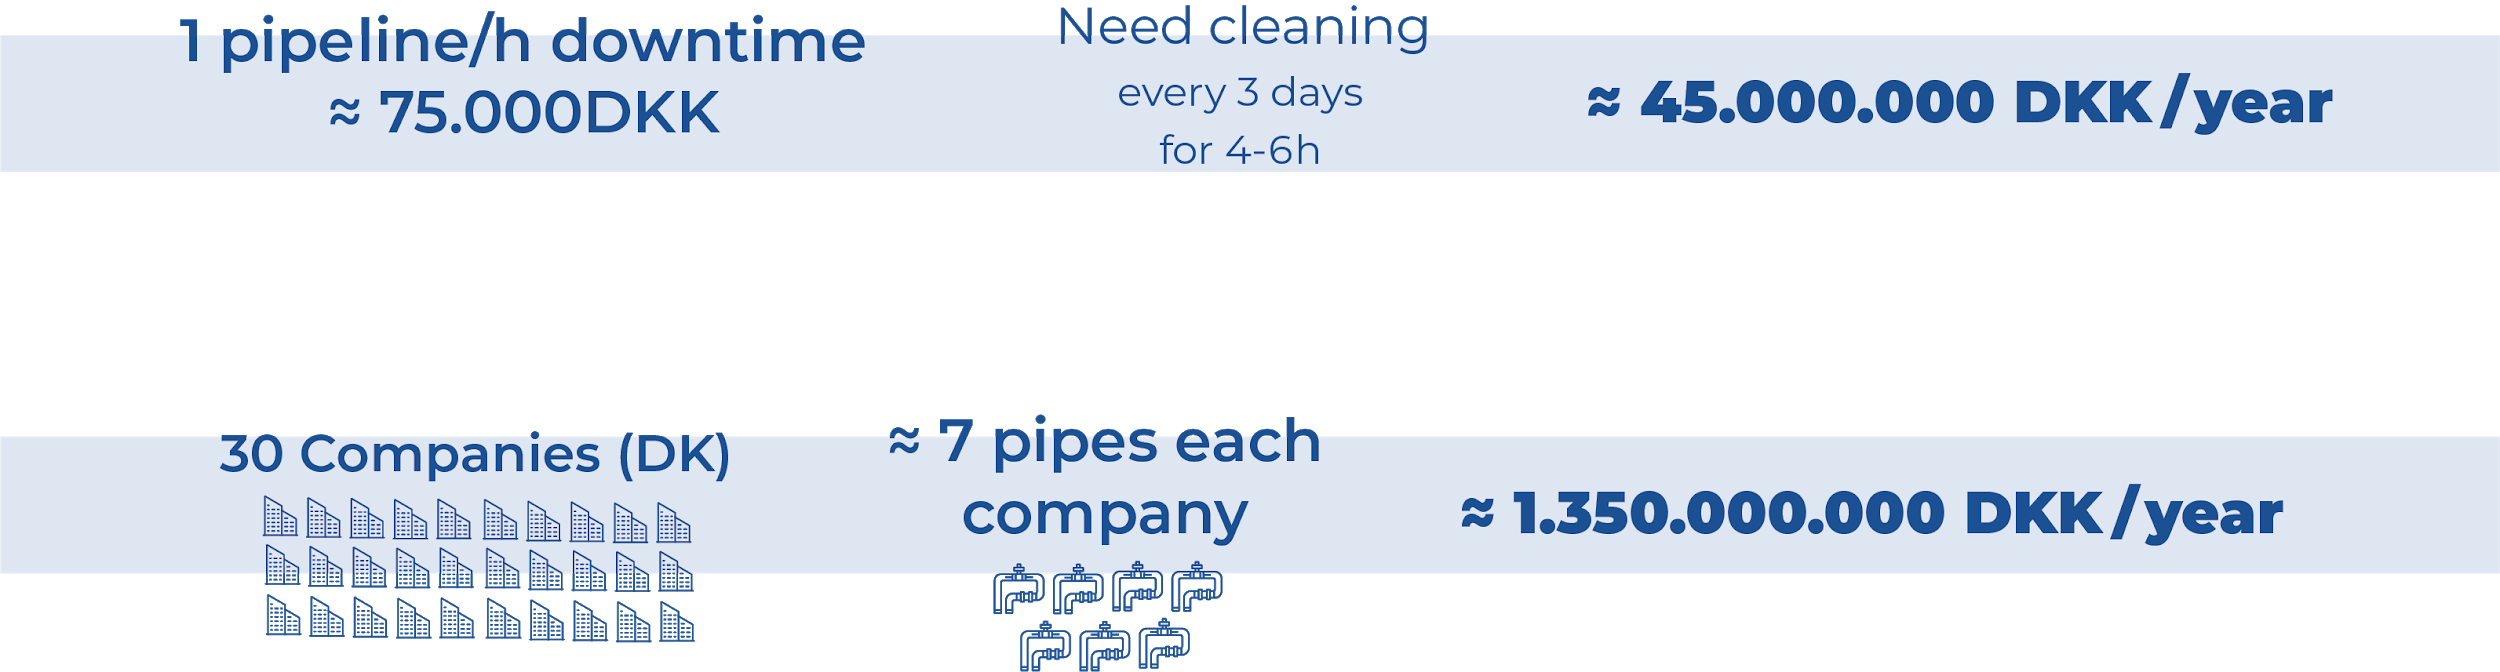 1 pipeline/h downtime
≈ 75.000DKK
Need cleaning
every 3 days
for 4-6h
≈ 45.000.000 DKK/year
30 Companies (DK)
≈ 7 pipes each
company
≈ 1.350.000.000 DKK/year